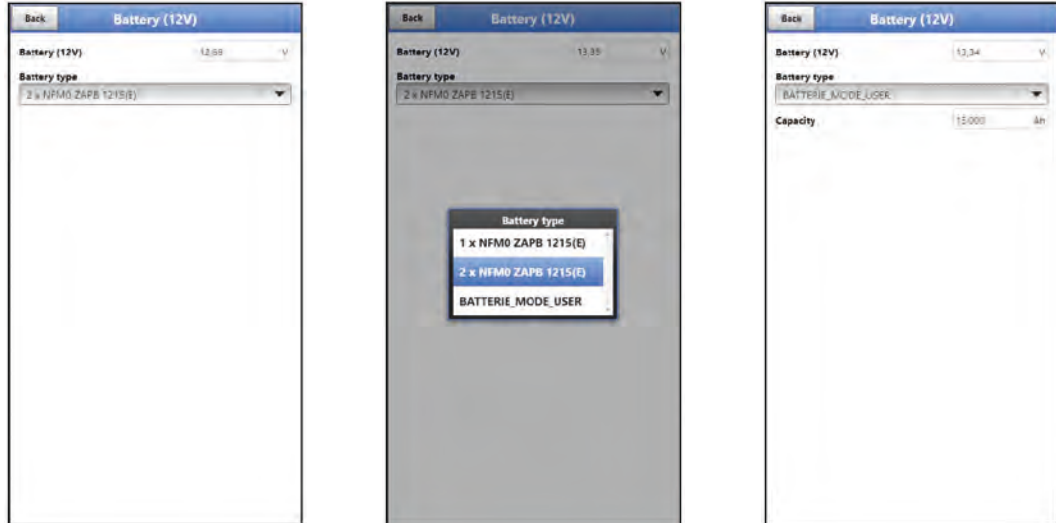 Back Battery (12V)
Battery (12V) 12,69 V
Battery type
2 x NFM0 ZAPB 1215(E)
Back Battery (12V)
Battery (12V) 13,35 V
Battery type
2 x NFM0 ZAPB 1215(E)
Battery type
1 x NFM0 ZAPB 1215(E)
2 x NFM0 ZAPB 1215(E)
BATTERIE_MODE_USER
Back Battery (12V)
Battery (12V) 13,34 V
Battery type
BATTERIE_MODE_USER
Capacity 15,000 Ah